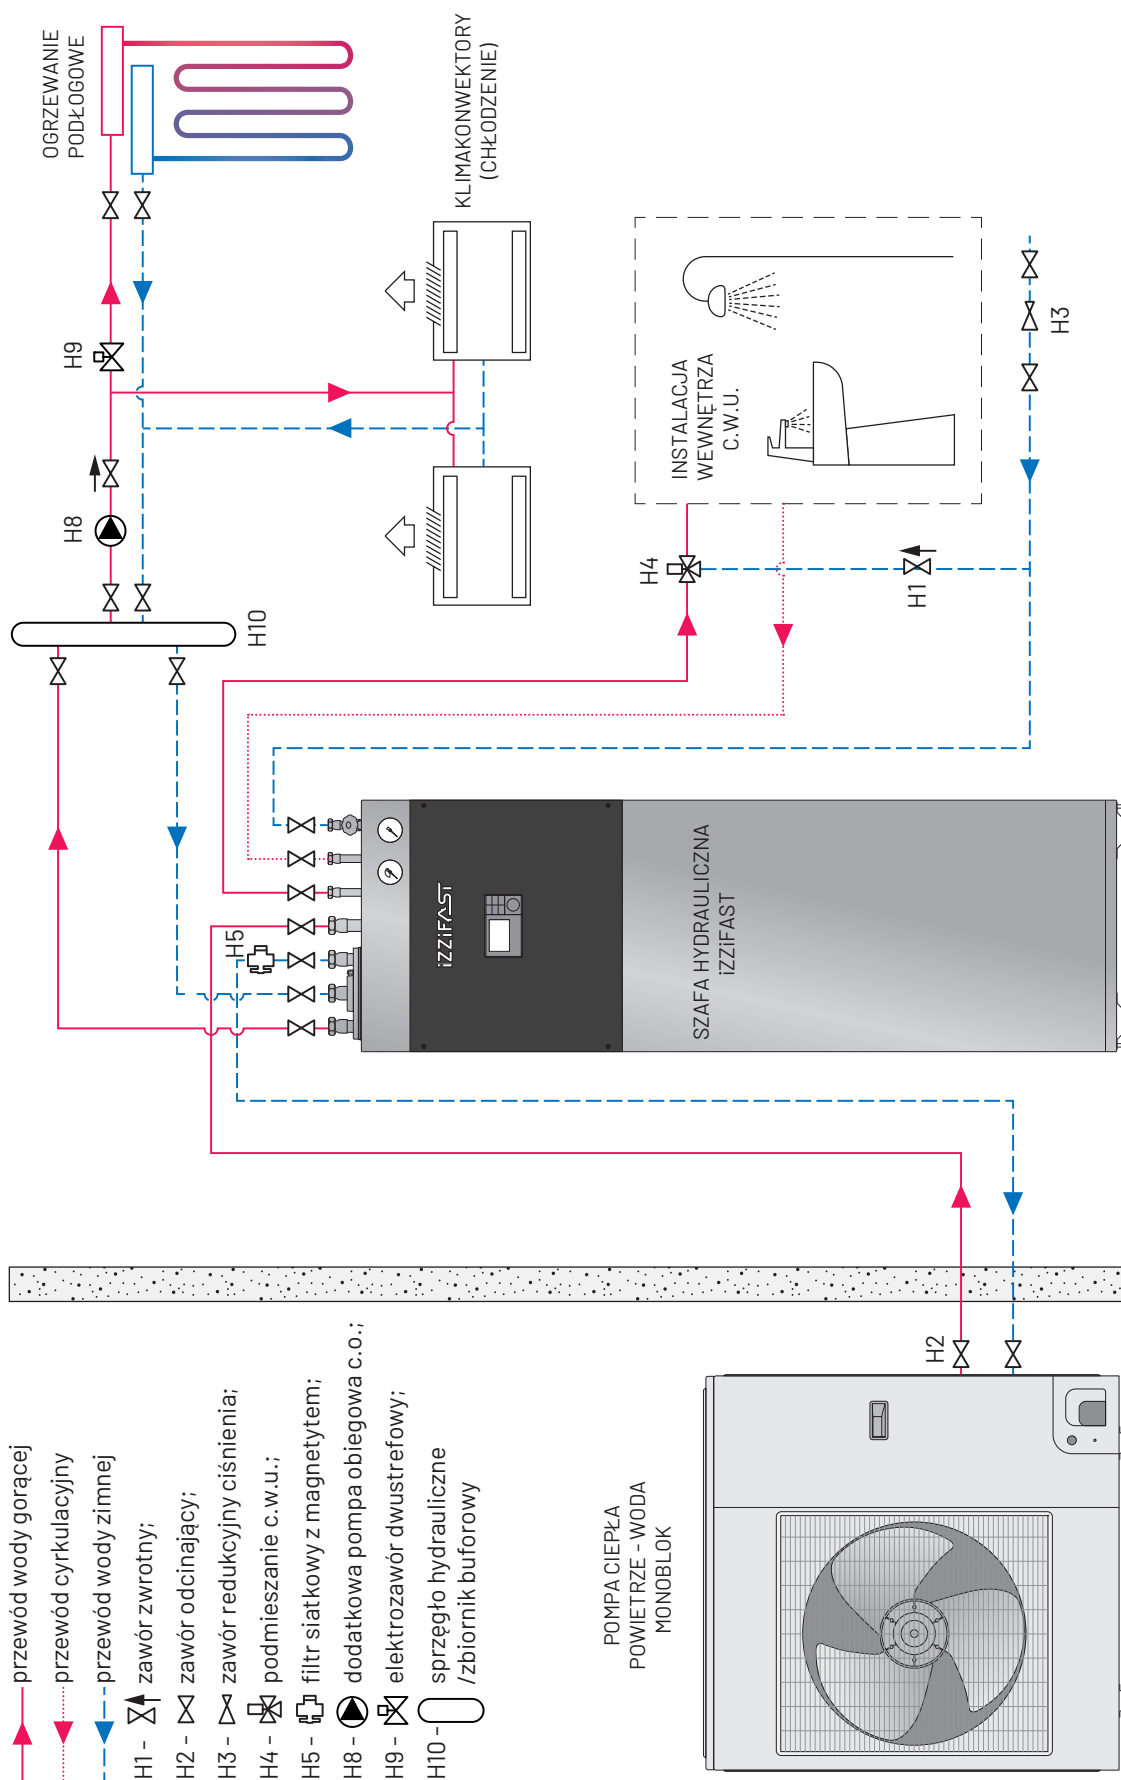 przewód wody gorącej
przewód cyrkulacyjny
przewód wody zimnej
H1 - zawór zwrotny;
H2 - zawór odcinający;
H3 - zawór redukcyjny ciśnienia;
H4 - podmieszanie c.w.u.;
H5 - filtr siatkowy z magnetytem;
H8 - dodatkowa pompa obiegowa c.o.;
H9 - elektrozawór dwustrefowy;
H10 - sprzęgło hydrauliczne
/zbiornik buforowy
POMPA CIEPŁA
POWIETRZE - WODA
MONOBLOK
H2
H5
iZZiFAST
SZAFA HYDRAULICZNA
iZZiFAST
H10
H8
H9
OGRZEWANIE
PODŁOGOWE
KLIMAKONWEKTORY
(CHŁODZENIE)
H4
H1
INSTALACJA
WEWNĘTRZA
C.W.U.
H3